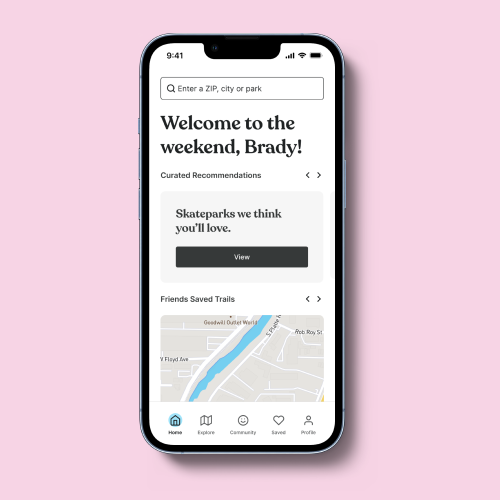 9:41
Enter a ZIP, city or park
Welcome to the
weekend, Brady!
Curated Recommendations
Skateparks we think
you'll love.
View
Friends Saved Trails
Goodwill Outlet World
S Platte R
Rob Roy St
W Floyd Ave
Home
Explore
Community
Saved
Profile